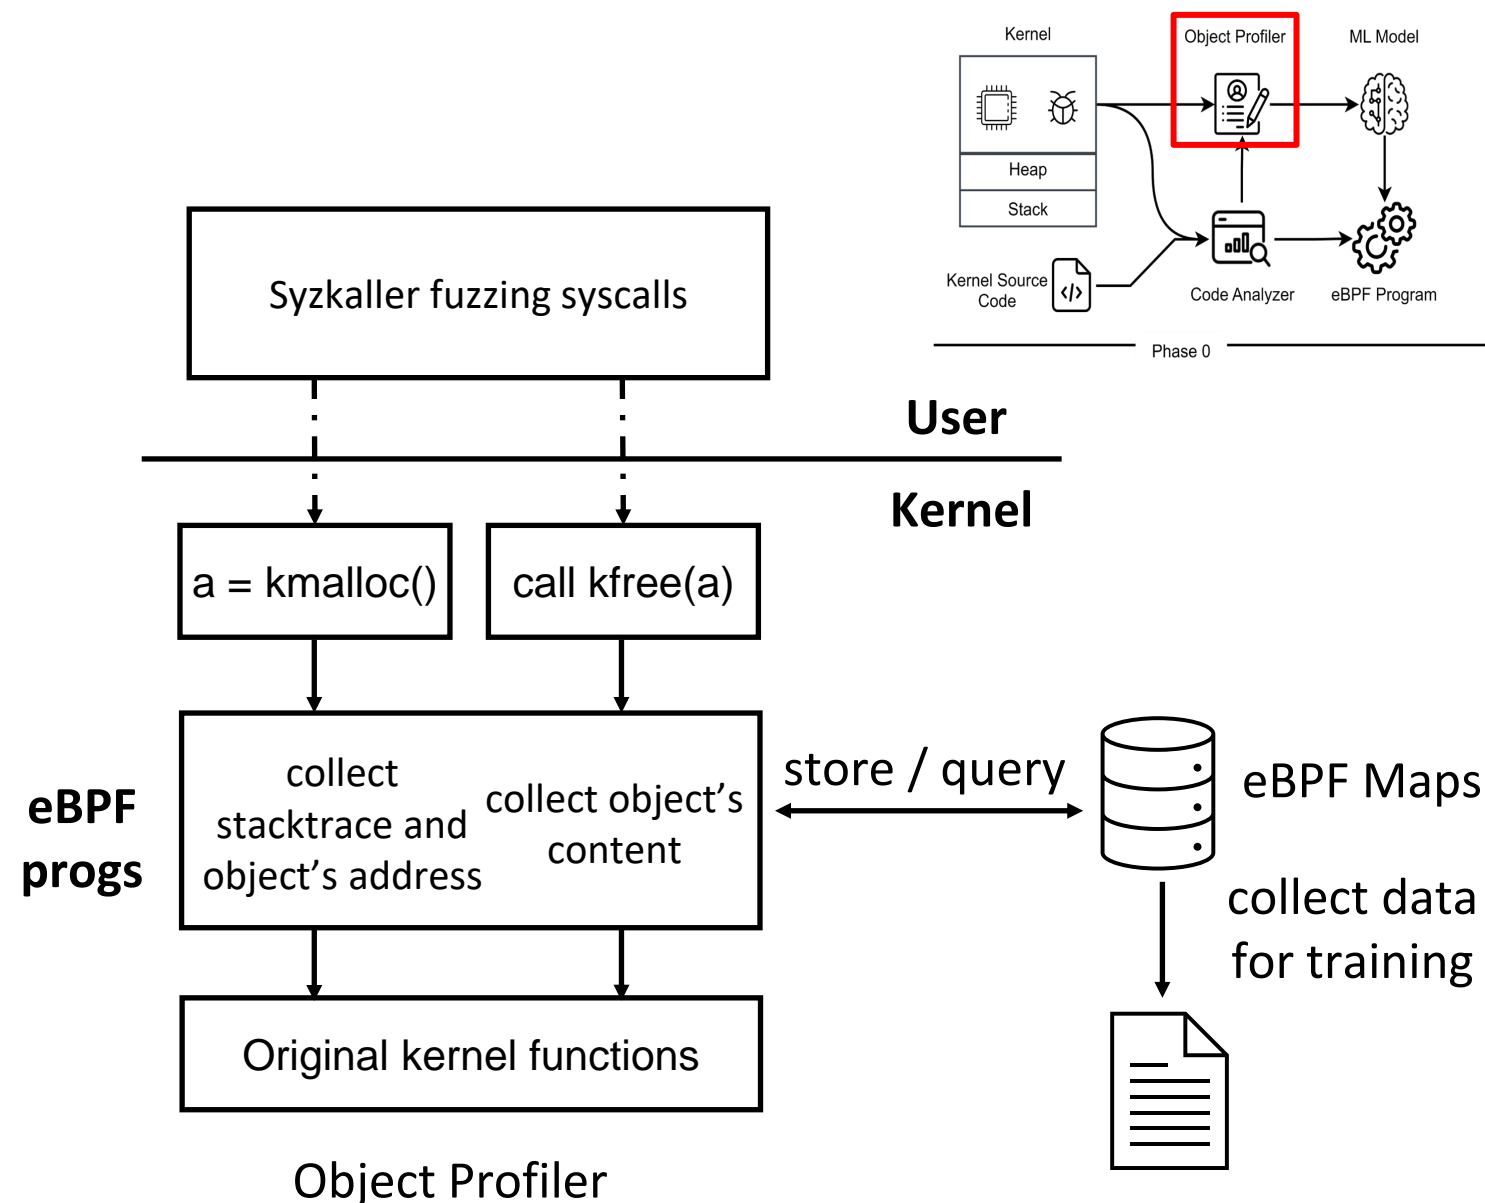 Kernel
Object Profiler
ML Model
Heap
Stack
Kernel Source
Code
</>
Code Analyzer
eBPF Program
Phase 0
Syzkaller fuzzing syscalls
User
Kernel
a = kmalloc()
call kfree(a)
eBPF
progs
collect
stacktrace and
object’s address
collect object’s
content
store / query
eBPF Maps
collect data
for training
Original kernel functions
Object Profiler